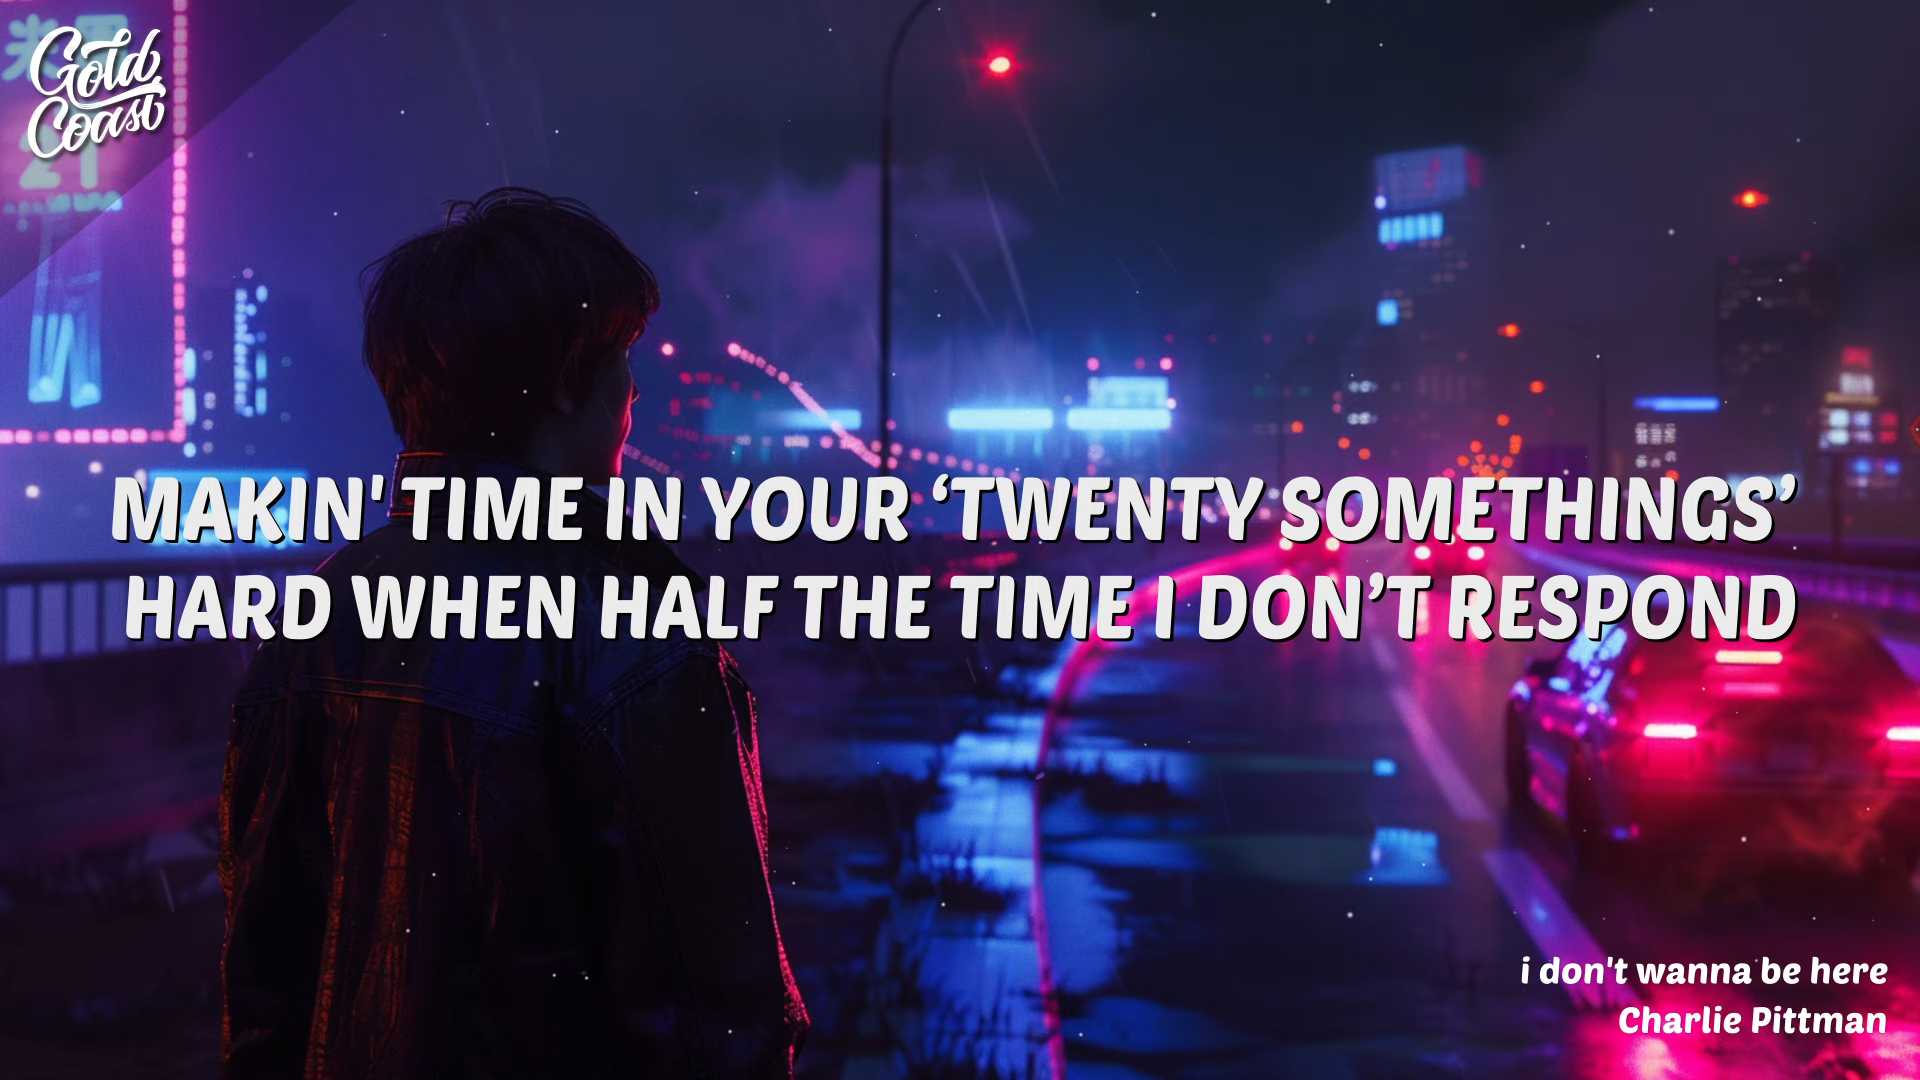 Gold
Coast
21
MAKIN' TIME IN YOUR ‘TWENTY SOMETHINGS’
HARD WHEN HALF THE TIME I DON’T RESPOND
i don't wanna be here
Charlie Pittman